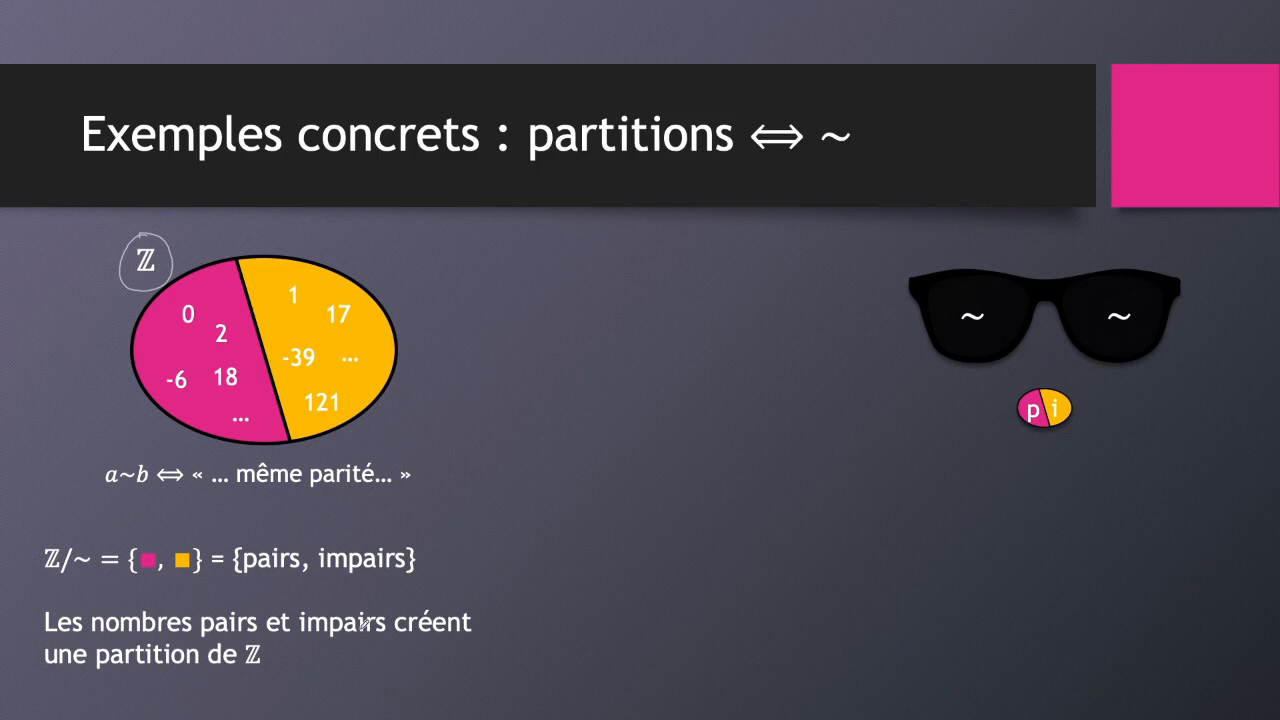 Exemples concrets : partitions ⟺ ~
ℤ
0
1
2
17
-6
18
-39
...
...
121
~
~
p i
a~b ⟺ « ... même parité... »
ℤ/~ = {■, ■} = {pairs, impairs}
Les nombres pairs et impairs créent
une partition de ℤ